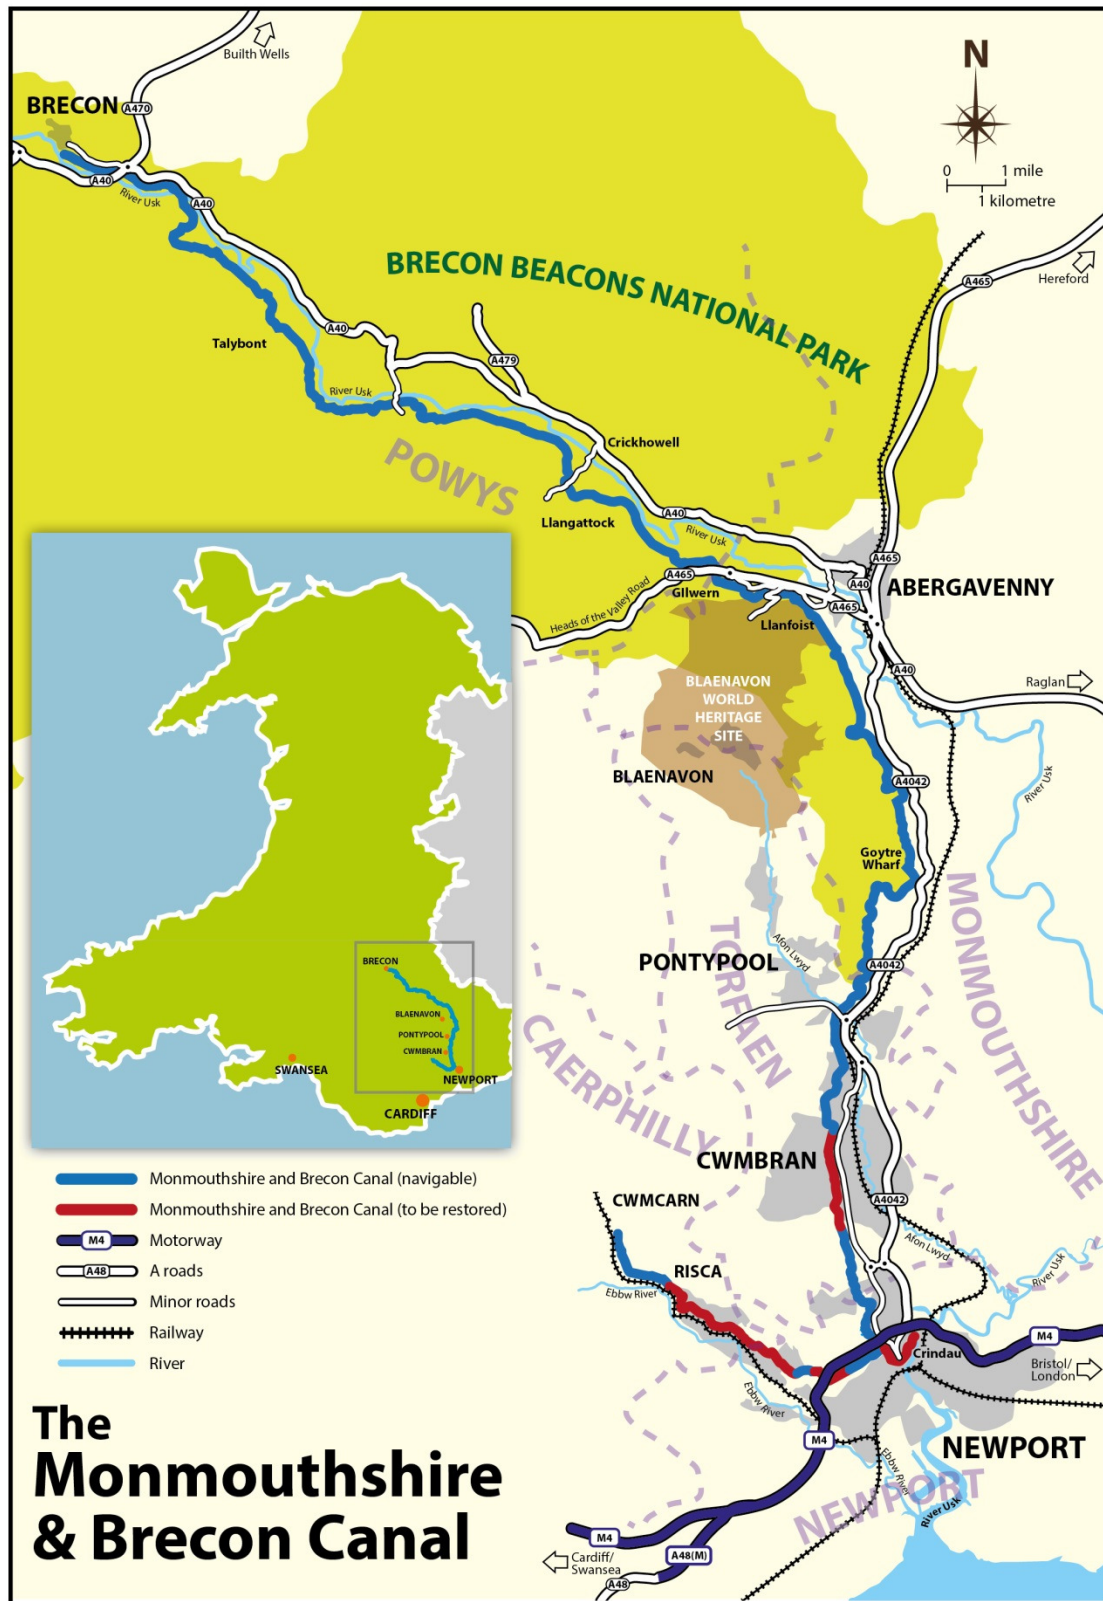 Builth Wells
BRECON
A470
N
A40
River Usk
A40
0 1 mile
1 kilometre
BRECON BEACONS NATIONAL PARK
Hereford
A465
Talybont
A40
A479
River Usk
Crickhowell
POWYS
Llangattock
A40
River Usk
A465
A465
A40
ABERGAVENNY
Heads of the Valley Road
GIlwern
A465
Llanfoist
A40
Raglan
BLAENAVON
WORLD
HERITAGE
SITE
BLAENAVON
A4042
River Usk
Goytre
Wharf
MONMOUTHSHIRE
TORFAEN
Afon Lwyd
PONTYPOOL
A4042
CAERPHILLY
BRECON
BLAENAVON
PONTYPOOL
CWMBRAN
NEWPORT
SWANSEA
CARDIFF
CWMBRAN
A4042
Afon Lwyd
River Usk
CWMCARN
RISCA
Ebbw River
Crindau
M4
Bristol/
London
Ebbw River
M4
NEWPORT
Ebbw River
NEWPORT
River Usk
M4
Cardiff/
Swansea
A48(M)
A48
Monmouthshire and Brecon Canal (navigable)
Monmouthshire and Brecon Canal (to be restored)
M4 Motorway
A48 A roads
Minor roads
Railway
River
The
Monmouthshire
& Brecon Canal